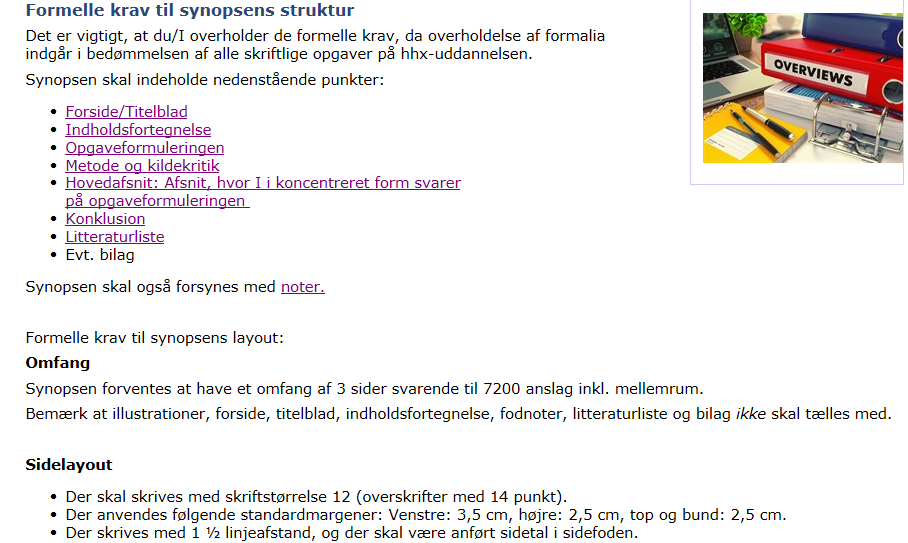 Formelle krav til synopsens struktur
Det er vigtigt, at du/I overholder de formelle krav, da overholdelse af formalia
indgår i bedømmelsen af alle skriftlige opgaver på hhx-uddannelsen.
Synopsen skal indeholde nedenstående punkter:
• Forside/Titelblad
• Indholdsfortegnelse
• Opgaveformuleringen
• Metode og kildekritik
• Hovedafsnit: Afsnit, hvor I i koncentreret form svarer
på opgaveformuleringen
• Konklusion
• Litteraturliste
• Evt. bilag
Synopsen skal også forsynes med noter.
OVERVIEWS
Formelle krav til synopsens layout:
Omfang
Synopsen forventes at have et omfang af 3 sider svarende til 7200 anslag inkl. mellemrum.
Bemærk at illustrationer, forside, titelblad, indholdsfortegnelse, fodnoter, litteraturliste og bilag ikke skal tælles med.
Sidelayout
• Der skal skrives med skriftstørrelse 12 (overskrifter med 14 punkt).
• Der anvendes følgende standardmargener: Venstre: 3,5 cm, højre: 2,5 cm, top og bund: 2,5 cm.
• Der skrives med 1 ½ linjeafstand, og der skal være anført sidetal i sidefoden.